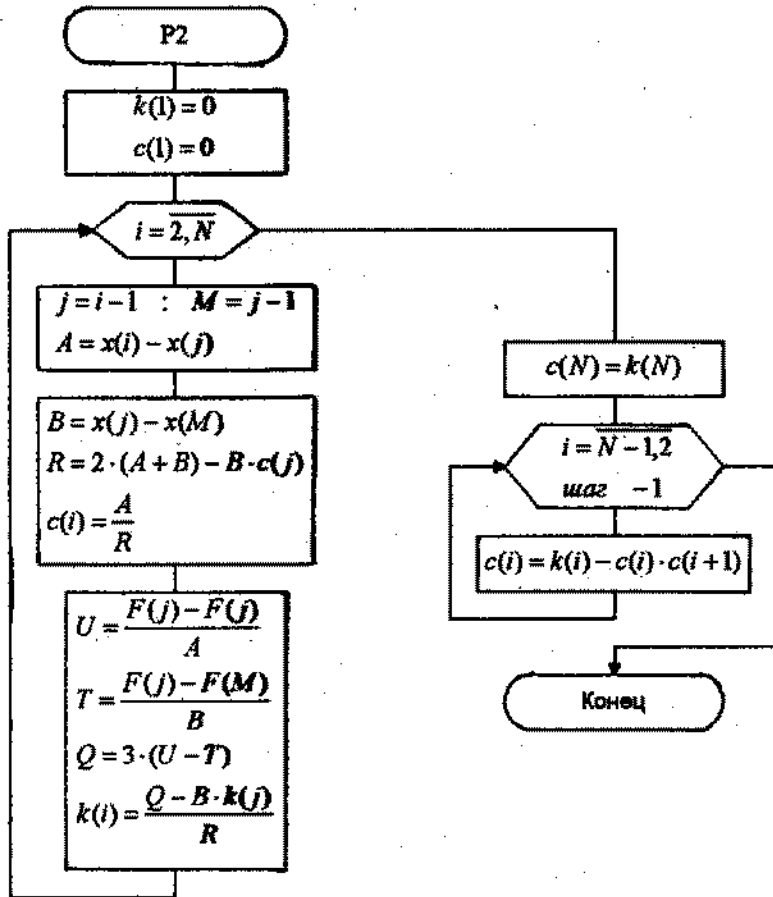 P2
k(1) = 0
c(1) = 0
i = 2, N
j = i − 1 : M = j − 1
A = x(i) − x(j)
B = x(j) − x(M)
R = 2 · (A + B) − B · c(j)
c(i) = A
R
U = F(j) − F(j)
A
T = F(j) − F(M)
B
Q = 3 · (U − T)
k(i) = Q − B · k(j)
R
c(N) = k(N)
i = N − 1,2
шаг −1
c(i) = k(i) − c(i) · c(i + 1)
Конец